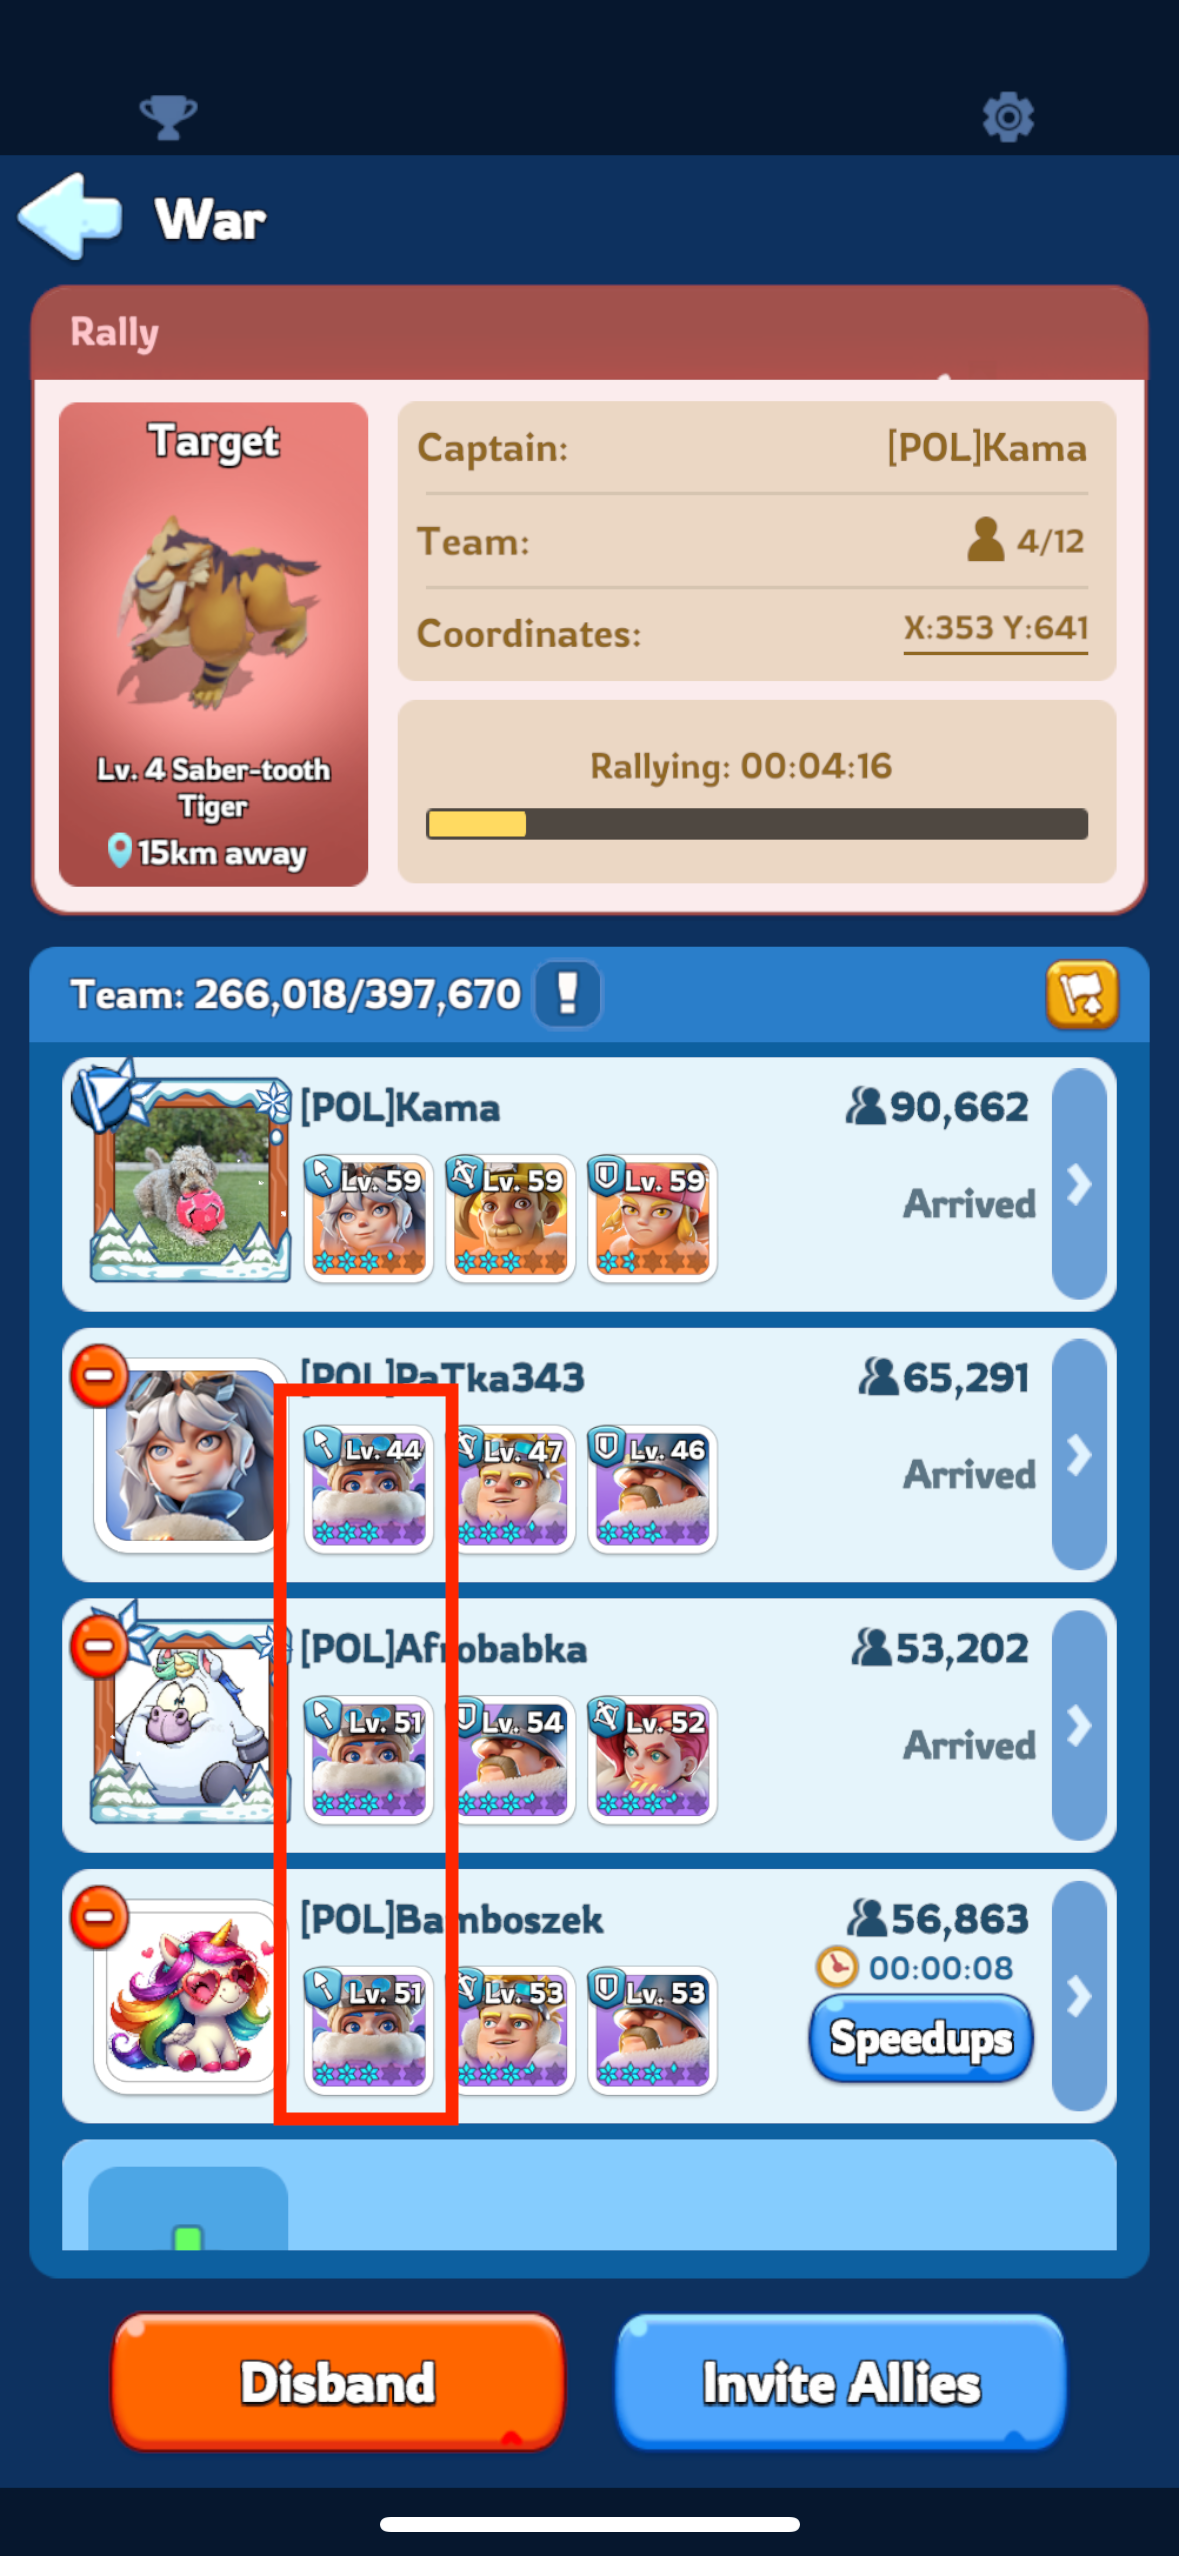 War
Rally
Target
Lv. 4 Saber-tooth
Tiger
15km away
Captain: [POL]Kama
Team: 4/12
Coordinates: X:353 Y:641
Rallying: 00:04:16
Team: 266,018/397,670 !
[POL]Kama 90,662
Lv. 59 Lv. 59 Lv. 59
Arrived
[POL]PaTka343 65,291
Lv. 44 Lv. 47 Lv. 46
Arrived
[POL]Afrobabka 53,202
Lv. 51 Lv. 54 Lv. 52
Arrived
[POL]Bamboszek 56,863
00:00:08
Lv. 51 Lv. 53 Lv. 53
Speedups
Disband Invite Allies